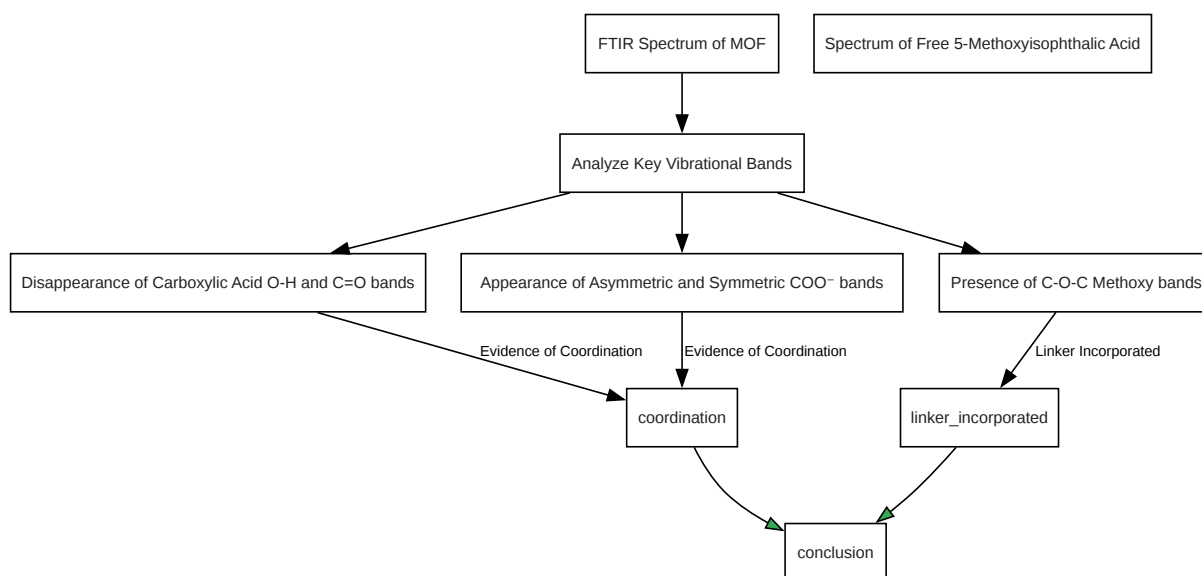 FTIR Spectrum of MOF
Spectrum of Free 5-Methoxyisophthalic Acid
Analyze Key Vibrational Bands
Disappearance of Carboxylic Acid O-H and C=O bands
Appearance of Asymmetric and Symmetric COO⁻ bands
Presence of C-O-C Methoxy bands
Evidence of Coordination
Evidence of Coordination
Linker Incorporated
coordination
linker_incorporated
conclusion